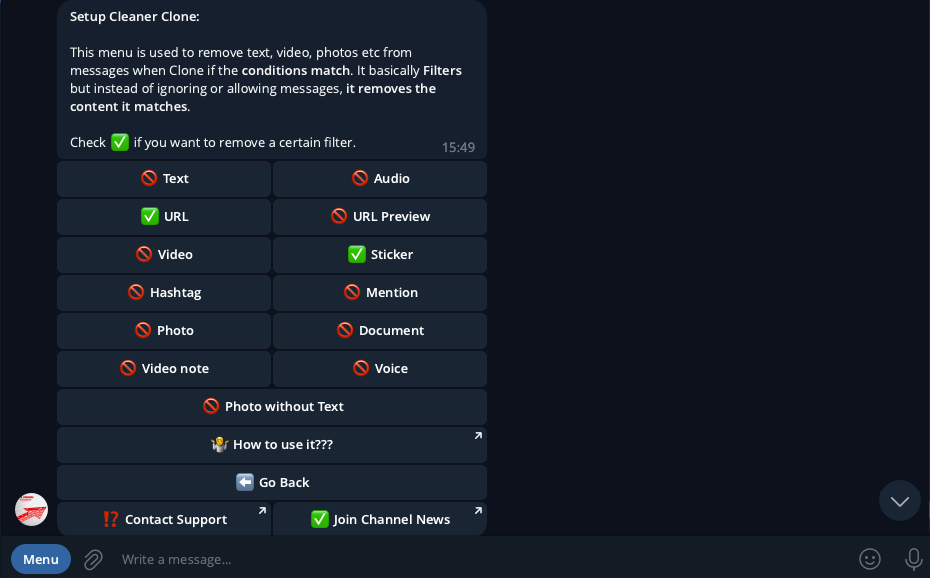 Setup Cleaner Clone:
This menu is used to remove text, video, photos etc from
messages when Clone if the conditions match. It basically Filters
but instead of ignoring or allowing messages, it removes the
content it matches.
Check ✅ if you want to remove a certain filter.
15:49
🚫 Text
🚫 Audio
✅ URL
🚫 URL Preview
🚫 Video
✅ Sticker
🚫 Hashtag
🚫 Mention
🚫 Photo
🚫 Document
🚫 Video note
🚫 Voice
🚫 Photo without Text
🤷 How to use it???
⬅️ Go Back
⁉️ Contact Support
✅ Join Channel News
Menu
Write a message...